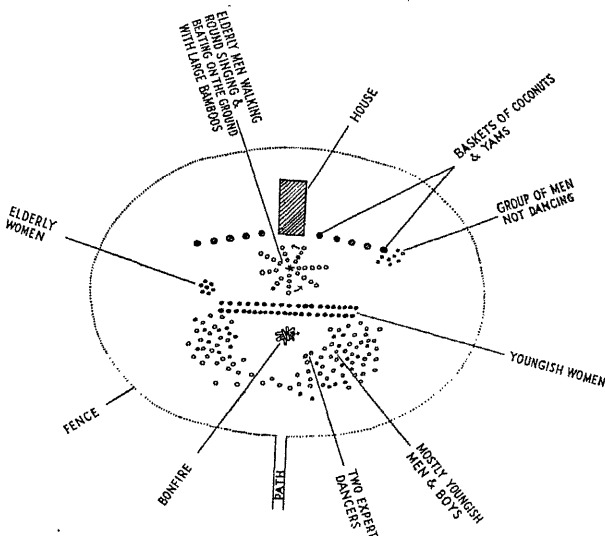 ELDERLY MEN WALKING
ROUND SINGING &
BEATING ON THE GROUND
WITH LARGE BAMBOOS
HOUSE
BASKETS OF COCONUTS
& YAMS
GROUP OF MEN
NOT DANCING
ELDERLY
WOMEN
YOUNGISH WOMEN
FENCE
BONFIRE
PATH
TWO EXPERT
DANCERS
MOSTLY YOUNGISH
MEN & BOYS